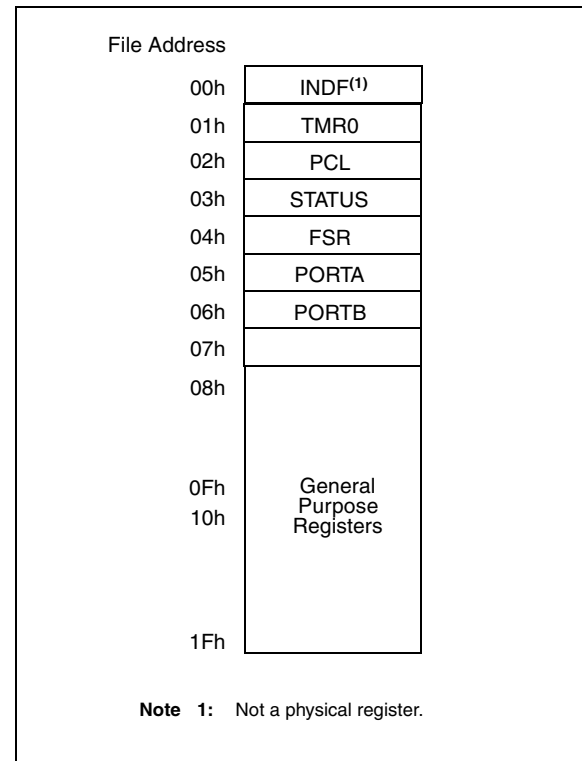 File Address
00h INDF(1)
01h TMR0
02h PCL
03h STATUS
04h FSR
05h PORTA
06h PORTB
07h
08h
0Fh General
10h Purpose
Registers
1Fh
Note 1: Not a physical register.